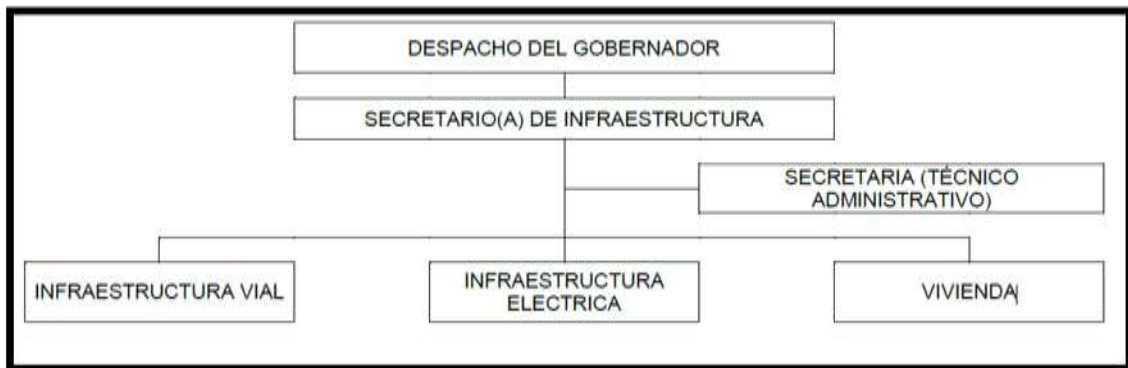 DESPACHO DEL GOBERNADOR
SECRETARIO(A) DE INFRAESTRUCTURA
SECRETARIA (TÉCNICO
ADMINISTRATIVO)
INFRAESTRUCTURA VIAL
INFRAESTRUCTURA
ELECTRICA
VIVIENDA